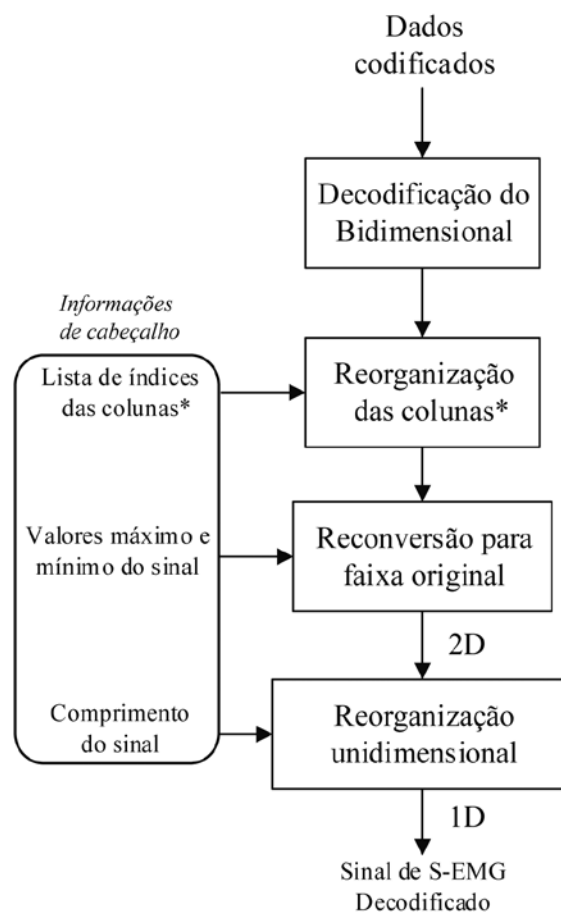 Dados
codificados
Decodificação do
Bidimensional
Informações
de cabeçalho
Lista de índices
das colunas*
Reorganização
das colunas*
Valores máximo e
mínimo do sinal
Reconversão para
faixa original
2D
Comprimento
do sinal
Reorganização
unidimensional
1D
Sinal de S-EMG
Decodificado